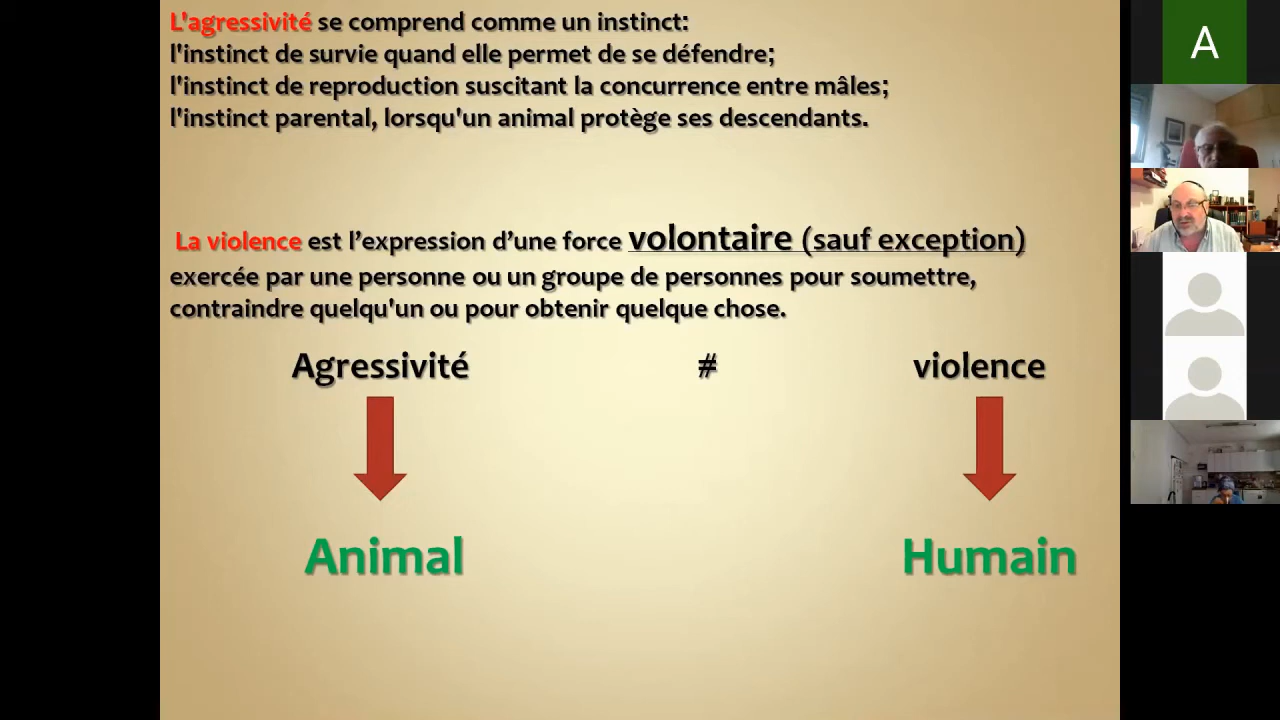 L'agressivité se comprend comme un instinct:
l'instinct de survie quand elle permet de se défendre;
l'instinct de reproduction suscitant la concurrence entre mâles;
l'instinct parental, lorsqu'un animal protège ses descendants.
La violence est l’expression d’une force volontaire (sauf exception)
exercée par une personne ou un groupe de personnes pour soumettre,
contraindre quelqu'un ou pour obtenir quelque chose.
Agressivité # violence
Animal Humain
A